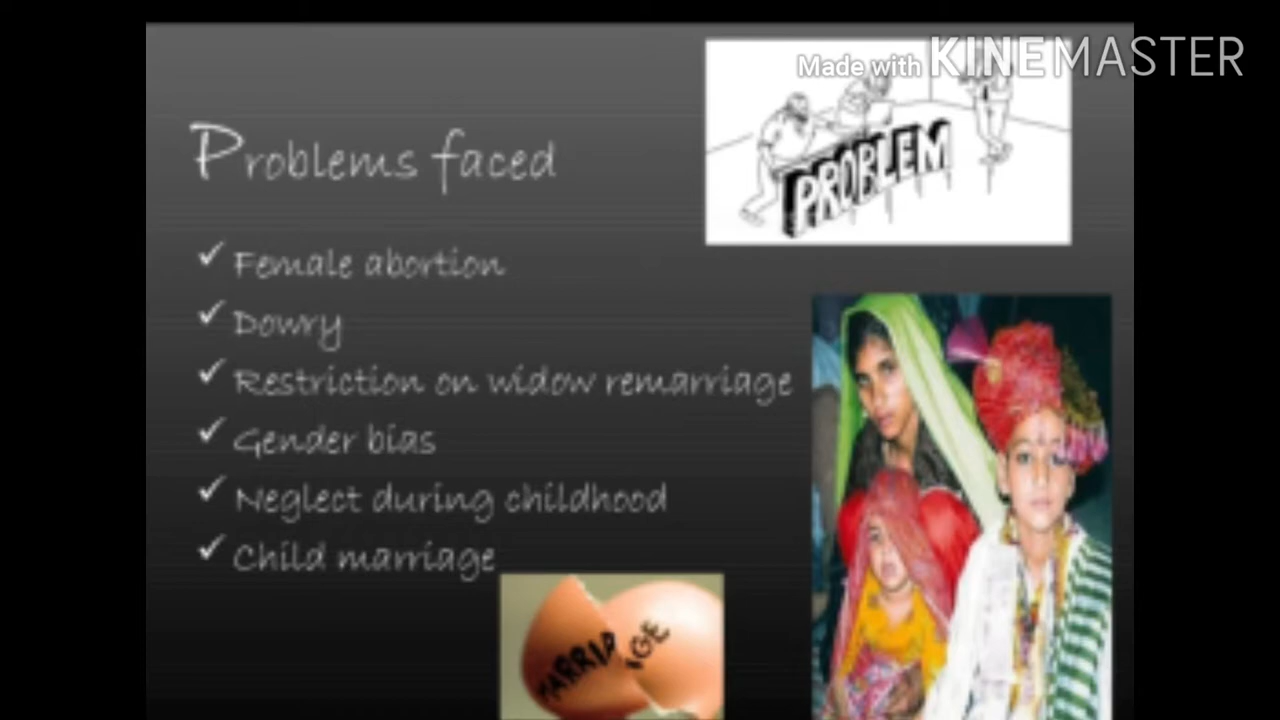 Made with KINEMASTER
PROBLEM
Problems faced
Female abortion
Dowry
Restriction on widow remarriage
Gender bias
Neglect during childhood
Child marriage
MARRIAGE